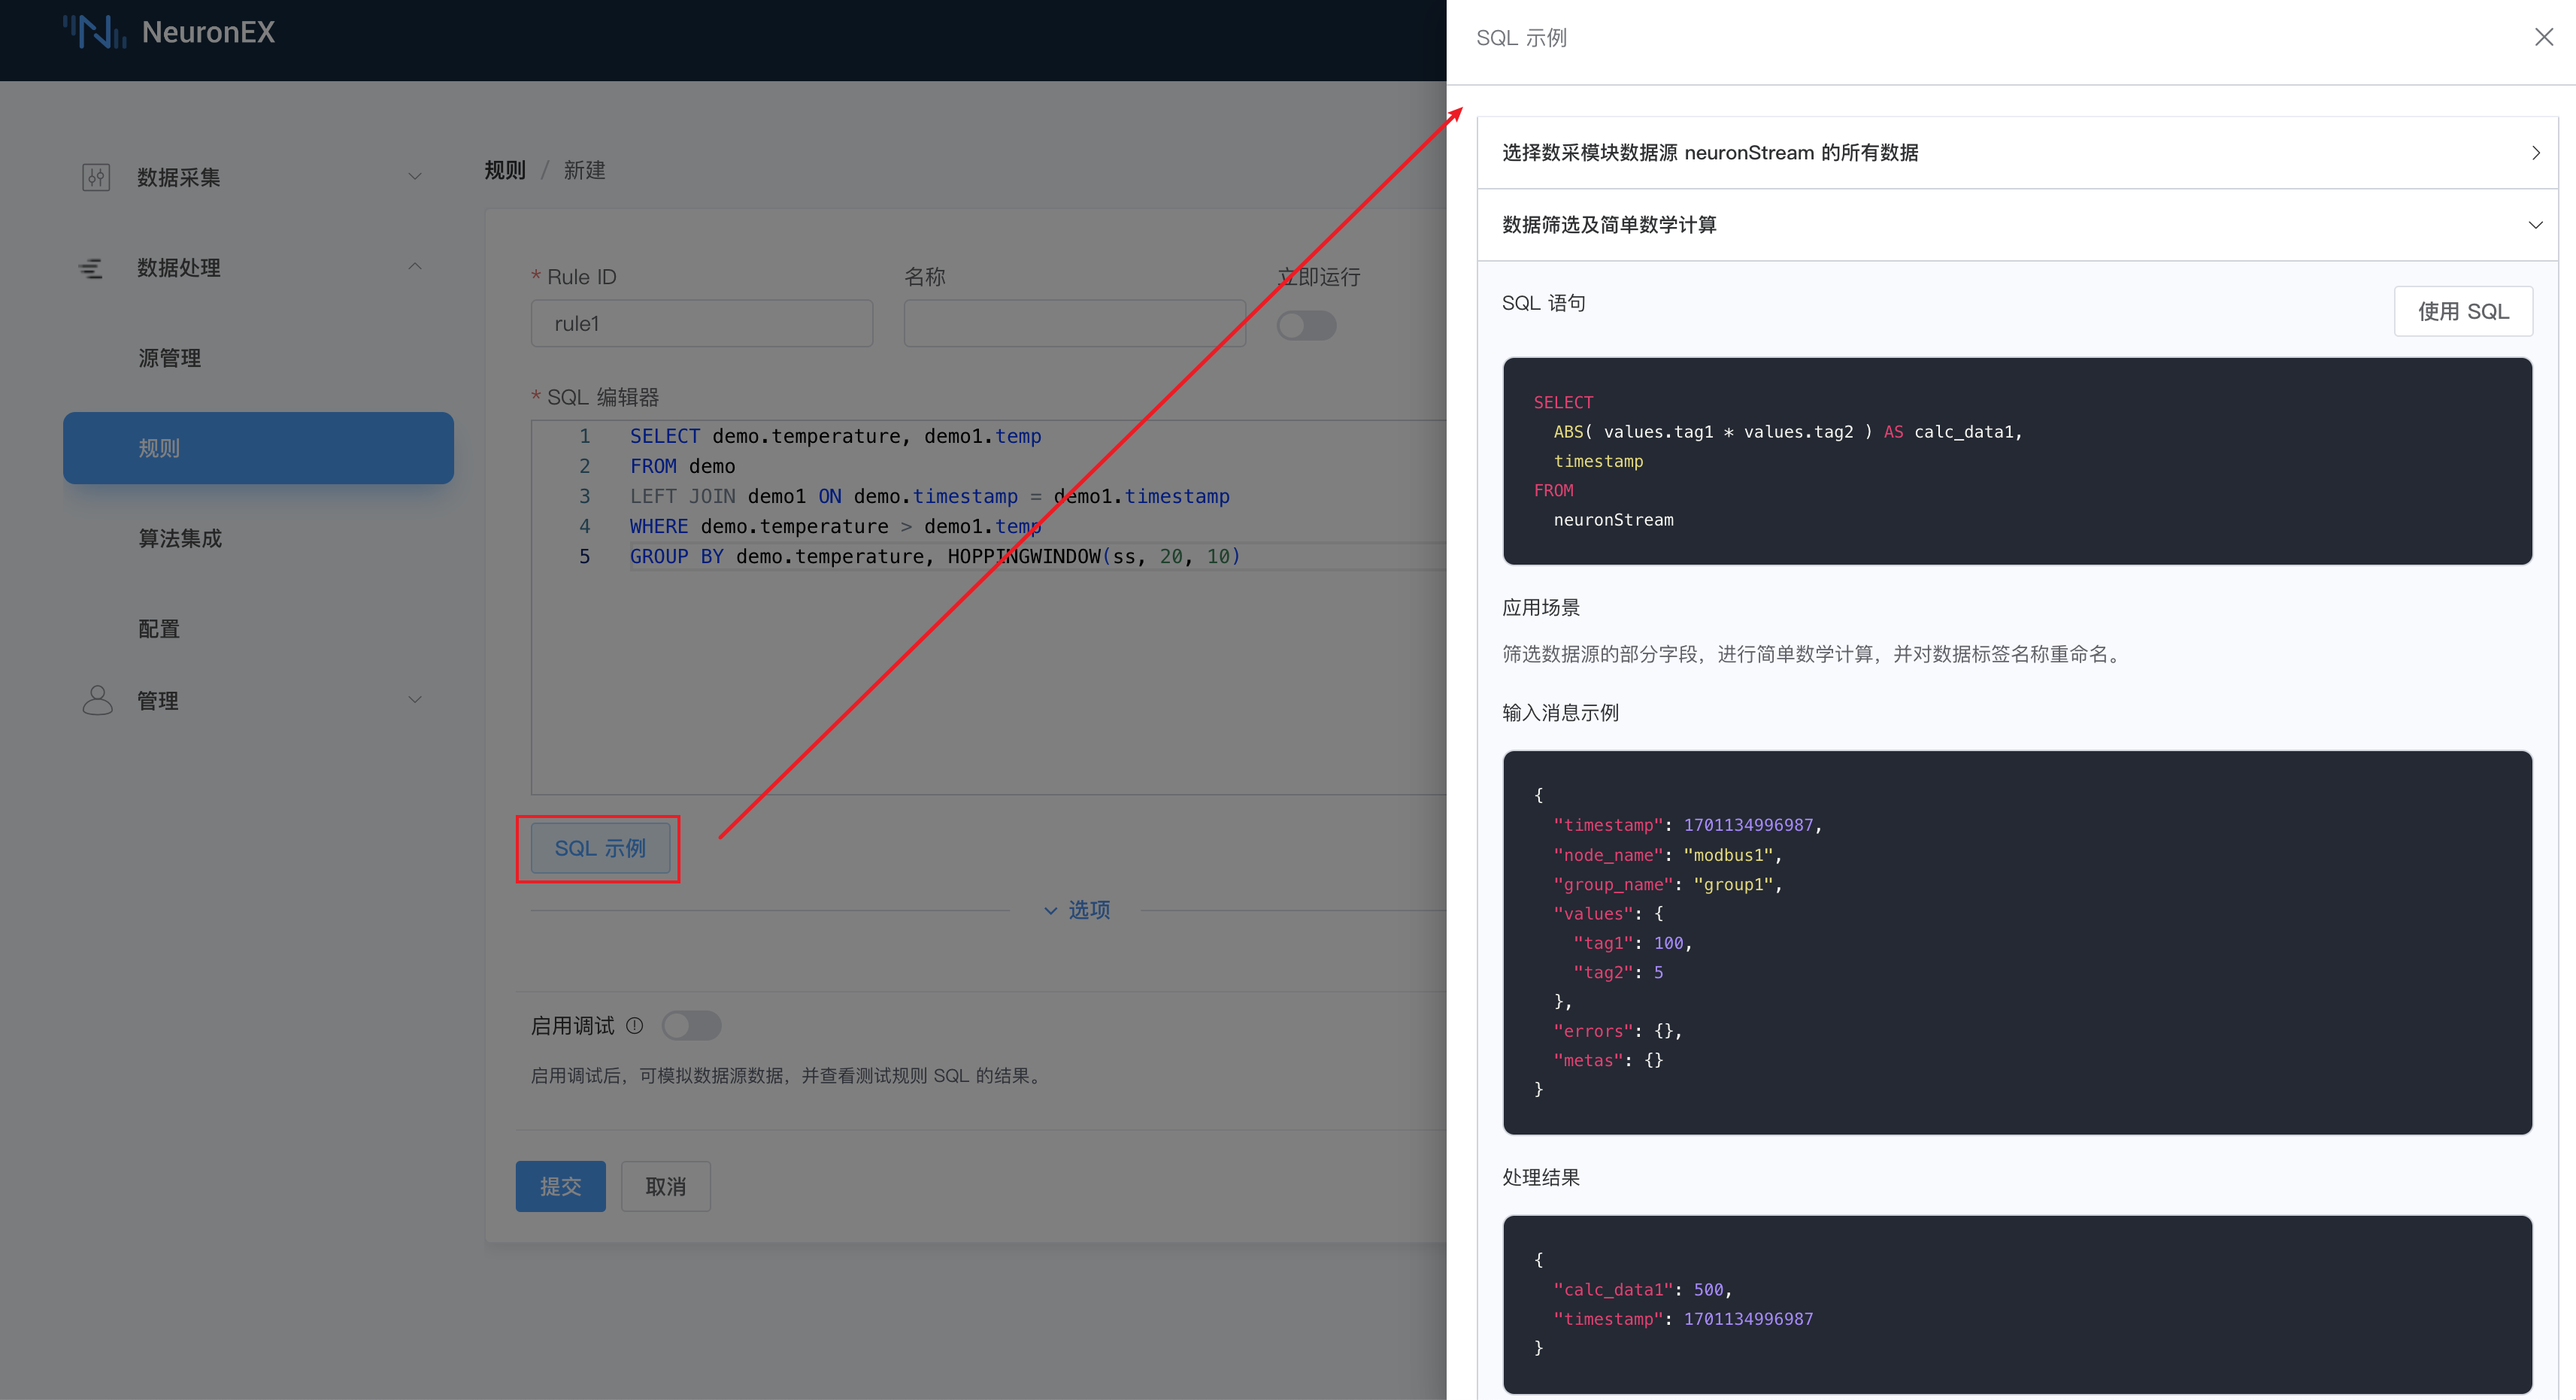 NeuronEX
数据采集
数据处理
源管理
规则
算法集成
配置
管理
规则 / 新建
* Rule ID
名称
立即运行
rule1
* SQL 编辑器
1 SELECT demo.temperature, demo1.temp
2 FROM demo
3 LEFT JOIN demo1 ON demo.timestamp = demo1.timestamp
4 WHERE demo.temperature > demo1.temp
5 GROUP BY demo.temperature, HOPPINGWINDOW(ss, 20, 10)
SQL 示例
选项
启用调试
启用调试后，可模拟数据源数据，并查看测试规则 SQL 的结果。
提交
取消
SQL 示例
选择数采模块数据源 neuronStream 的所有数据
数据筛选及简单数学计算
SQL 语句
使用 SQL
SELECT
ABS( values.tag1 * values.tag2 ) AS calc_data1,
timestamp
FROM
neuronStream
应用场景
筛选数据源的部分字段，进行简单数学计算，并对数据标签名称重命名。
输入消息示例
{
"timestamp": 1701134996987,
"node_name": "modbus1",
"group_name": "group1",
"values": {
"tag1": 100,
"tag2": 5
},
"errors": {},
"metas": {}
}
处理结果
{
"calc_data1": 500,
"timestamp": 1701134996987
}